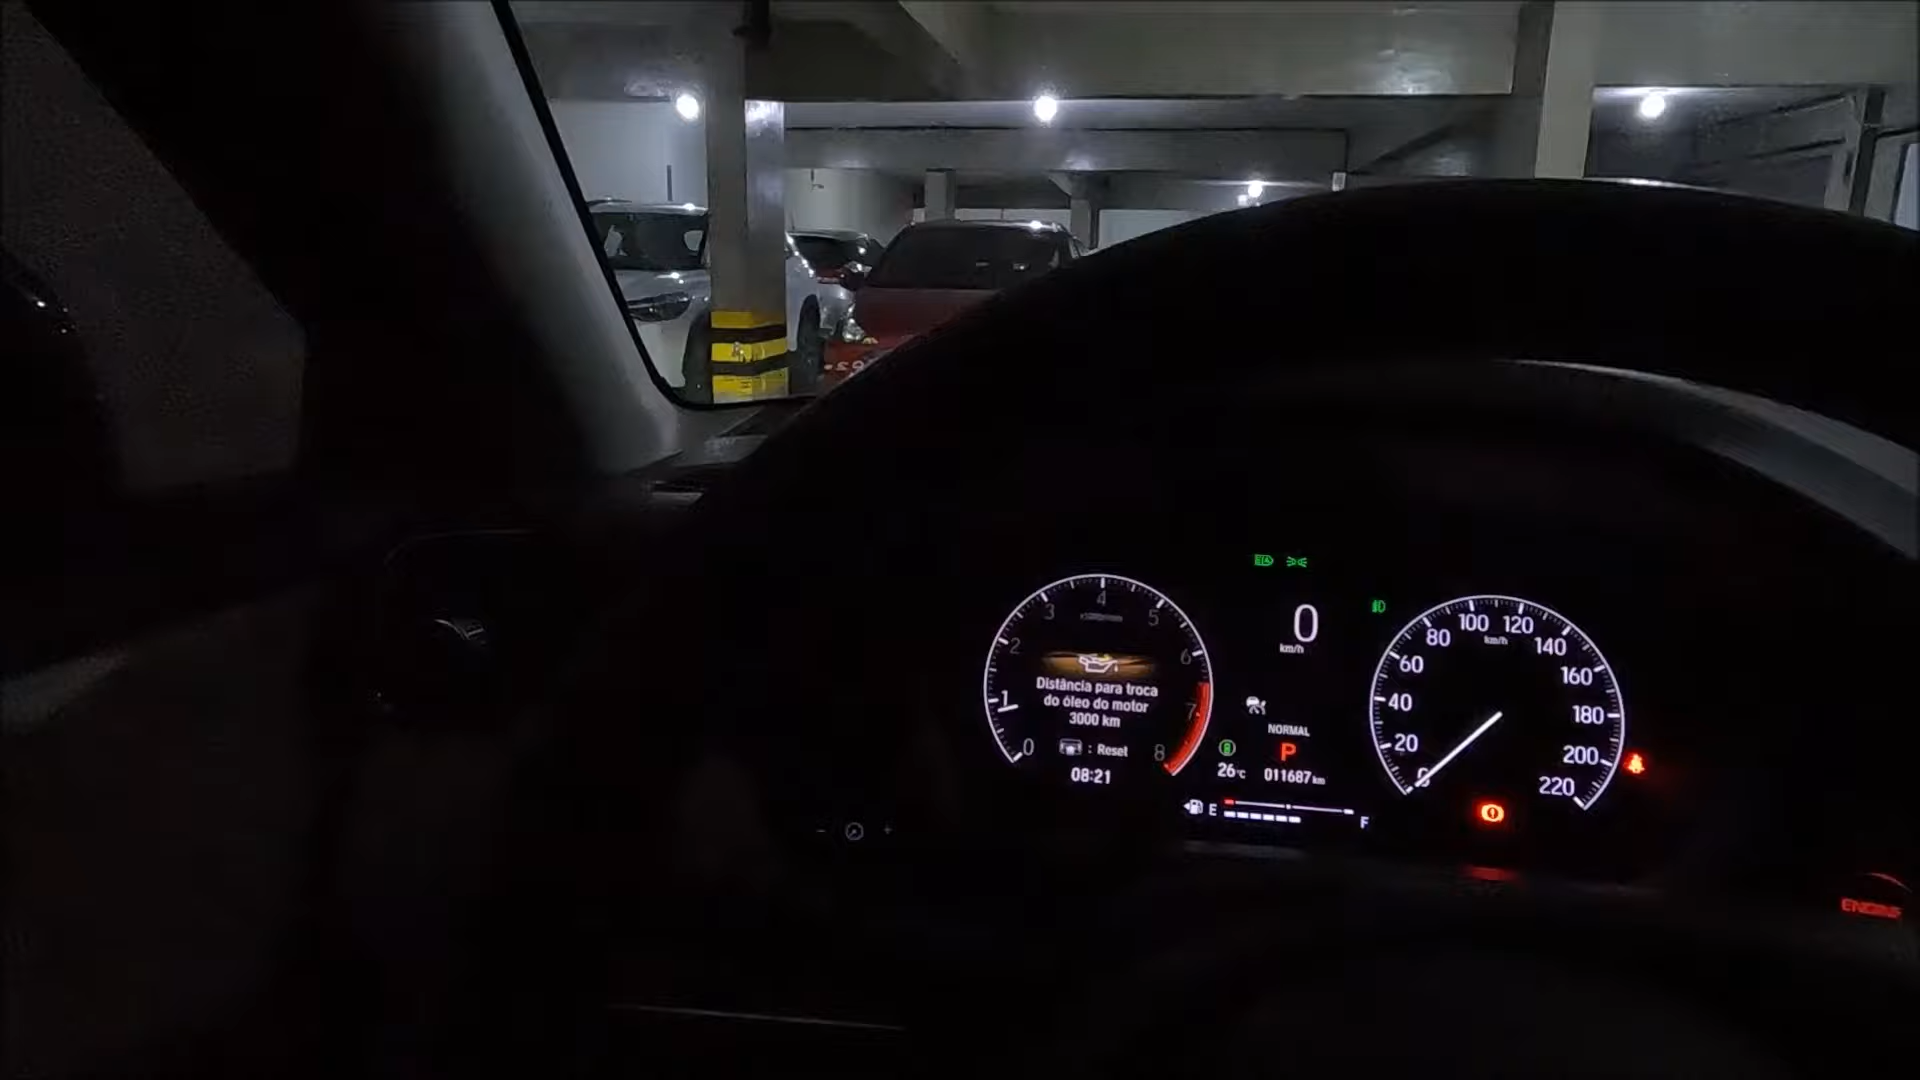 4
3
5
2
6
1
7
0
8
Distância para troca
do óleo do motor
3000 km
: Reset
08:21
0
km/h
NORMAL
P
26°C
011687 km
E
F
100
120
80
km/h
140
60
160
40
180
20
200
0
220
- +
ENGINE